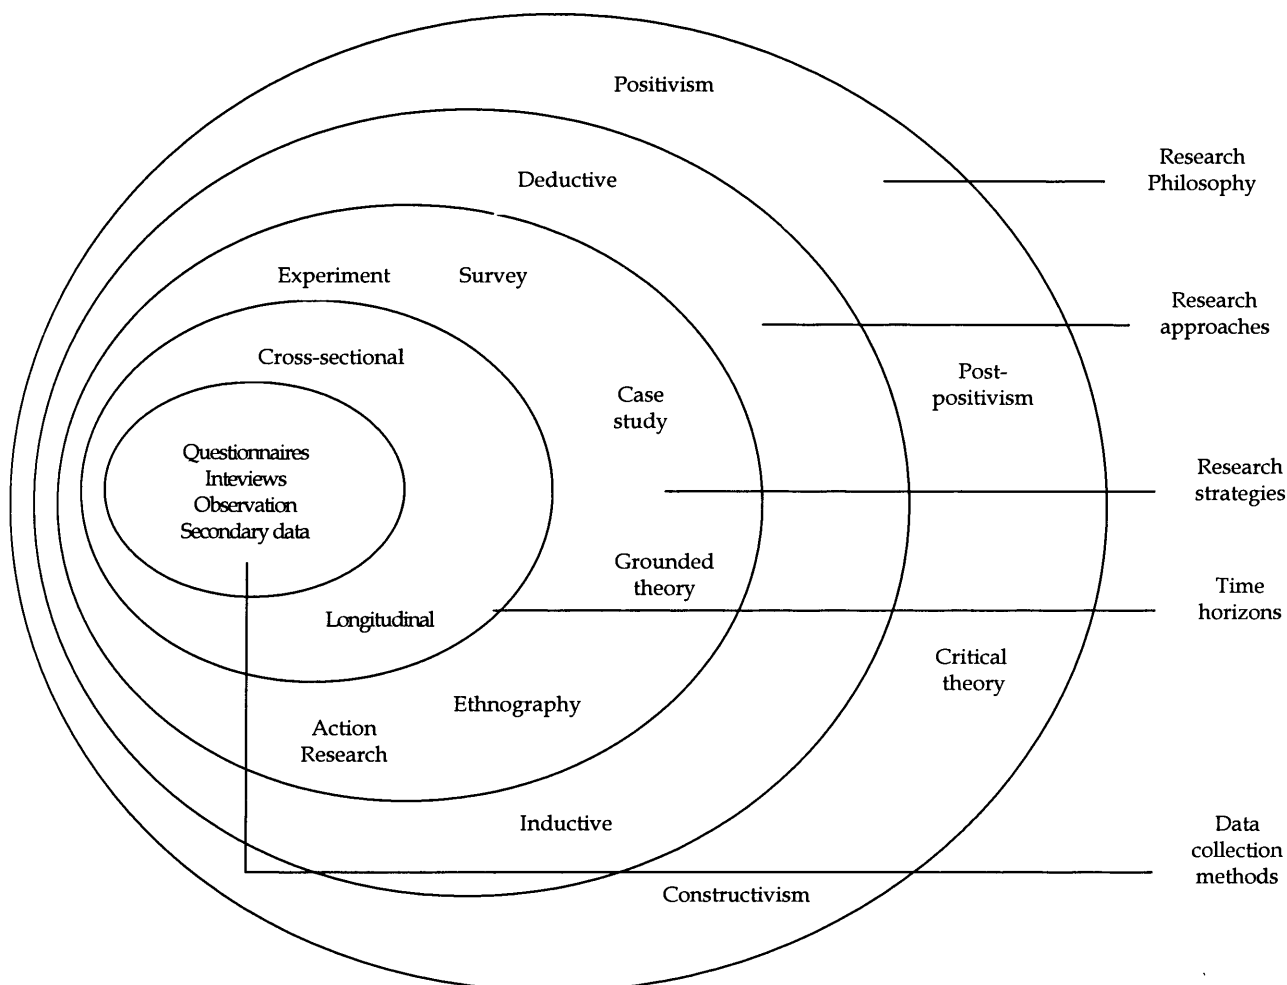 Positivism
Research
Philosophy
Deductive
Experiment
Survey
Research
approaches
Cross-sectional
Post-
positivism
Case
study
Questionnaires
Inteviews
Observation
Secondary data
Research
strategies
Grounded
theory
Time
horizons
Longitudinal
Critical
theory
Ethnography
Action
Research
Inductive
Data
collection
methods
Constructivism